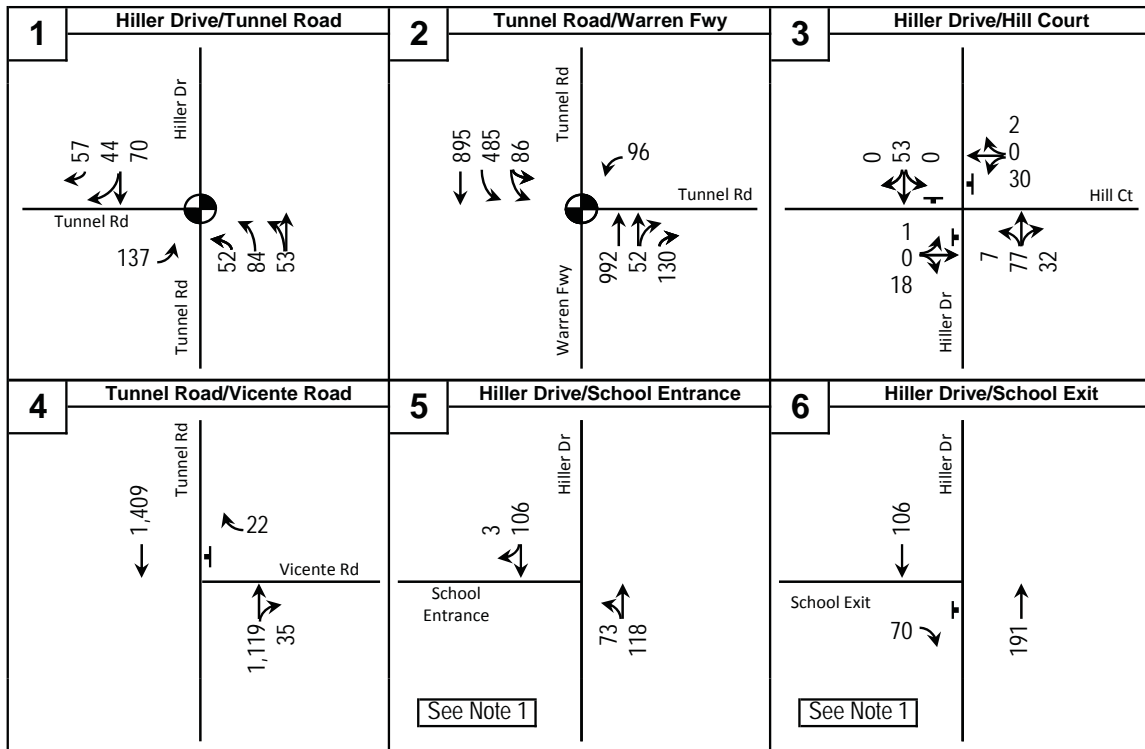 1
Hiller Drive/Tunnel Road
Hiller Dr
57
44
70
Tunnel Rd
137
52
84
53
Tunnel Rd
2
Tunnel Road/Warren Fwy
Tunnel Rd
895
485
86
96
Tunnel Rd
992
52
130
Warren Fwy
3
Hiller Drive/Hill Court
0
53
0
2
0
30
Hill Ct
1
0
18
7
77
32
Hiller Dr
4
Tunnel Road/Vicente Road
Tunnel Rd
1,409
22
Vicente Rd
1,119
35
5
Hiller Drive/School Entrance
Hiller Dr
3
106
School
Entrance
73
118
See Note 1
6
Hiller Drive/School Exit
Hiller Dr
106
School Exit
70
191
See Note 1